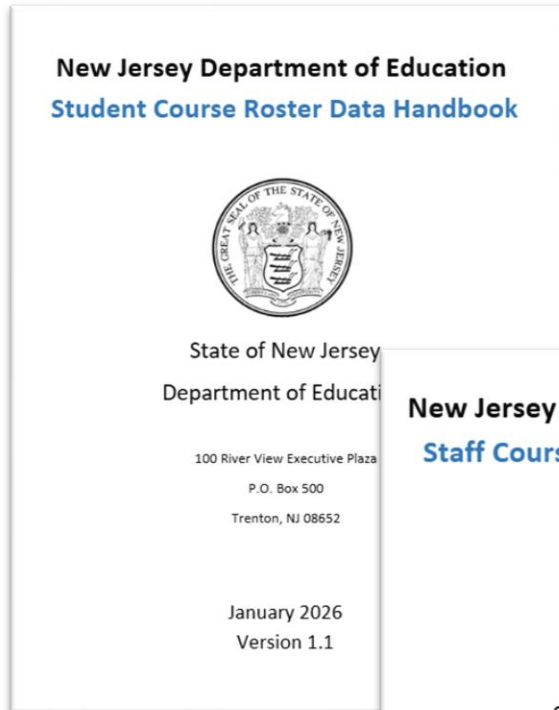 New Jersey Department of Education
Student Course Roster Data Handbook
THE GREAT SEAL OF THE STATE OF NEW JERSEY
State of New Jersey
Department of Educati
100 River View Executive Plaza
P.O. Box 500
Trenton, NJ 08652
January 2026
Version 1.1
New Jersey
Staff Cours